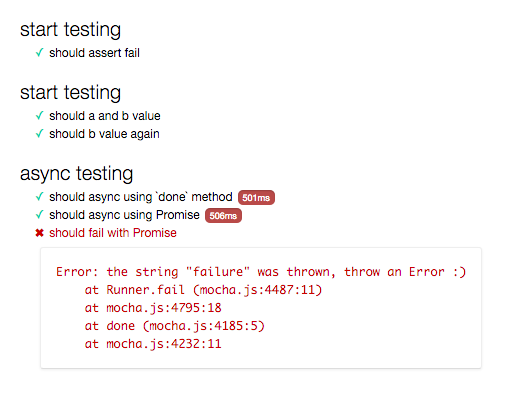 start testing
✓ should assert fail
start testing
✓ should a and b value
✓ should b value again
async testing
✓ should async using `done` method 501ms
✓ should async using Promise 506ms
✖ should fail with Promise
Error: the string "failure" was thrown, throw an Error :)
    at Runner.fail (mocha.js:4487:11)
    at mocha.js:4795:18
    at done (mocha.js:4185:5)
    at mocha.js:4232:11